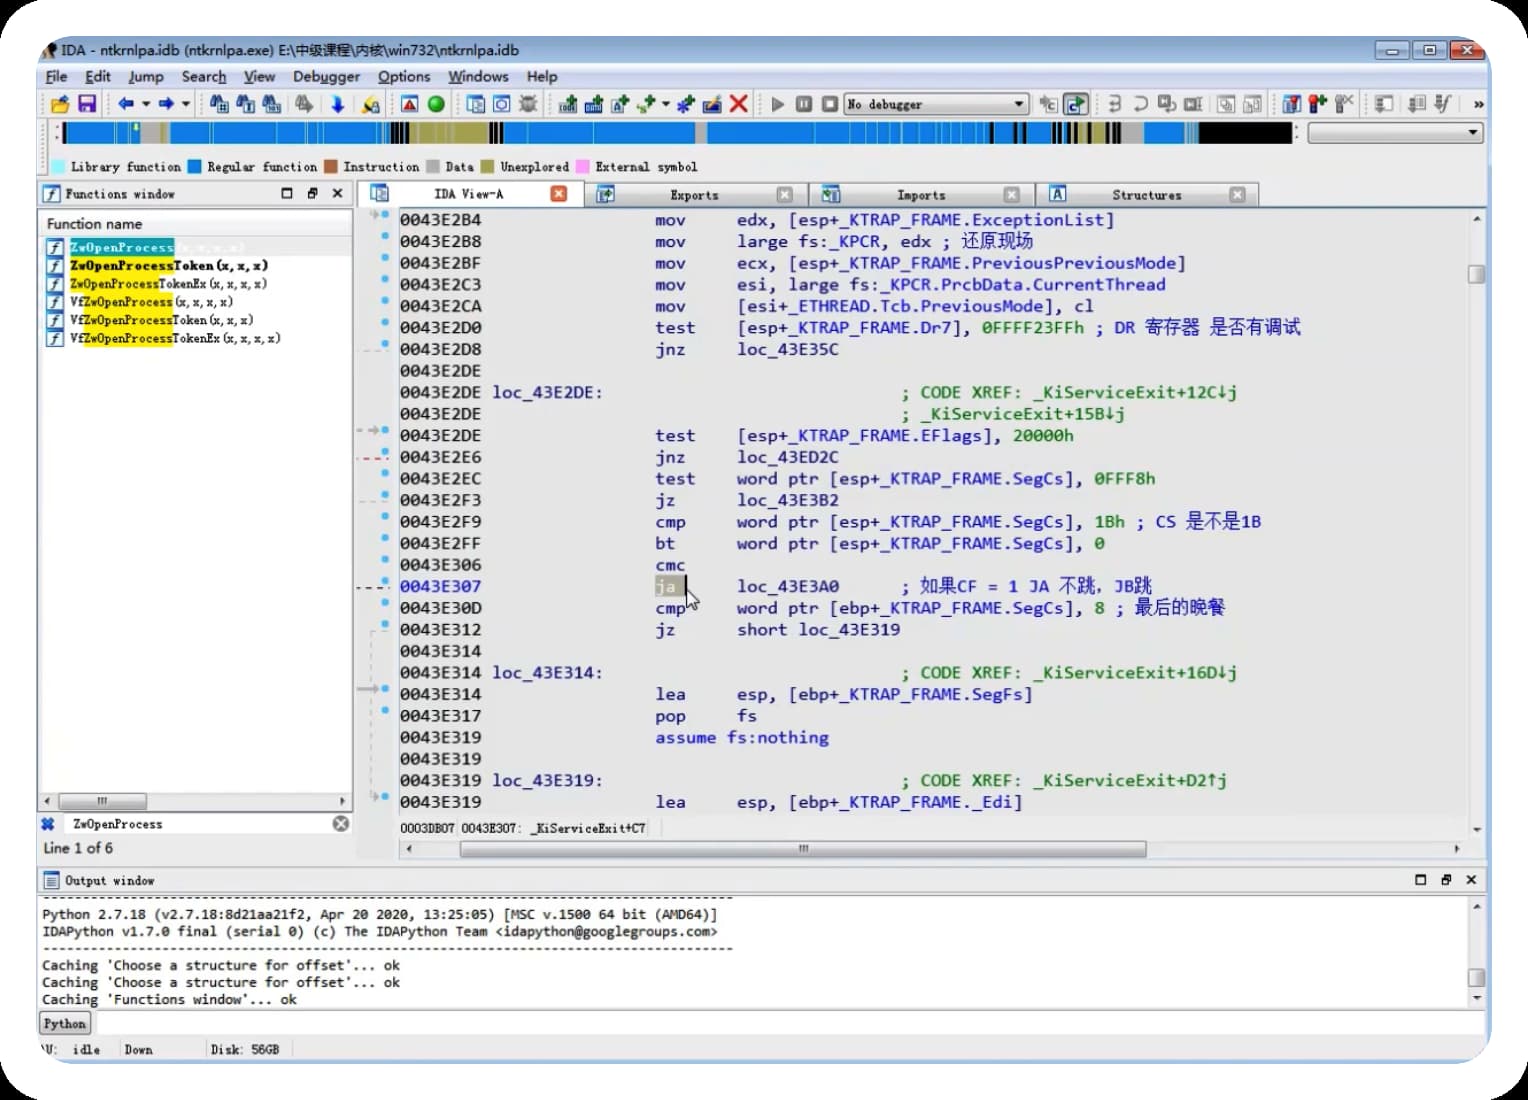 IDA - ntkrnlpa.idb (ntkrnlpa.exe) E:\中级课程\内核\win732\ntkrnlpa.idb
File Edit Jump Search View Debugger Options Windows Help
No debugger
Library function Regular function Instruction Data Unexplored External symbol
Functions window
IDA View-A Exports Imports Structures
Function name
ZwOpenProcess(x,x,x,x)
ZwOpenProcessToken(x,x,x)
ZwOpenProcessTokenEx(x,x,x,x)
VfZwOpenProcess(x,x,x,x)
VfZwOpenProcessToken(x,x,x)
VfZwOpenProcessTokenEx(x,x,x,x)
ZwOpenProcess
Line 1 of 6
0043E2B4 mov edx, [esp+_KTRAP_FRAME.ExceptionList]
0043E2B8 mov large fs:_KPCR, edx ; 还原现场
0043E2BF mov ecx, [esp+_KTRAP_FRAME.PreviousPreviousMode]
0043E2C3 mov esi, large fs:_KPCR.PrcbData.CurrentThread
0043E2CA mov [esi+_ETHREAD.Tcb.PreviousMode], cl
0043E2D0 test [esp+_KTRAP_FRAME.Dr7], 0FFFF23FFh ; DR 寄存器 是否有调试
0043E2D8 jnz loc_43E35C
0043E2DE
0043E2DE loc_43E2DE: ; CODE XREF: _KiServiceExit+12C↓j
0043E2DE ; _KiServiceExit+15B↓j
0043E2DE test [esp+_KTRAP_FRAME.EFlags], 20000h
0043E2E6 jnz loc_43ED2C
0043E2EC test word ptr [esp+_KTRAP_FRAME.SegCs], 0FFF8h
0043E2F3 jz loc_43E3B2
0043E2F9 cmp word ptr [esp+_KTRAP_FRAME.SegCs], 1Bh ; CS 是不是1B
0043E2FF bt word ptr [esp+_KTRAP_FRAME.SegCs], 0
0043E306 cmc
0043E307 ja loc_43E3A0 ; 如果CF = 1 JA 不跳，JB跳
0043E30D cmp word ptr [ebp+_KTRAP_FRAME.SegCs], 8 ; 最后的晚餐
0043E312 jz short loc_43E319
0043E314
0043E314 loc_43E314: ; CODE XREF: _KiServiceExit+16D↓j
0043E314 lea esp, [ebp+_KTRAP_FRAME.SegFs]
0043E317 pop fs
0043E319 assume fs:nothing
0043E319
0043E319 loc_43E319: ; CODE XREF: _KiServiceExit+D2↑j
0043E319 lea esp, [ebp+_KTRAP_FRAME._Edi]
0003DB07 0043E307: _KiServiceExit+C7
Output window
Python 2.7.18 (v2.7.18:8d21aa21f2, Apr 20 2020, 13:25:05) [MSC v.1500 64 bit (AMD64)]
IDAPython v1.7.0 final (serial 0) (c) The IDAPython Team <idapython@googlegroups.com>
Caching 'Choose a structure for offset'... ok
Caching 'Choose a structure for offset'... ok
Caching 'Functions window'... ok
Python
AU: idle Down Disk: 56GB